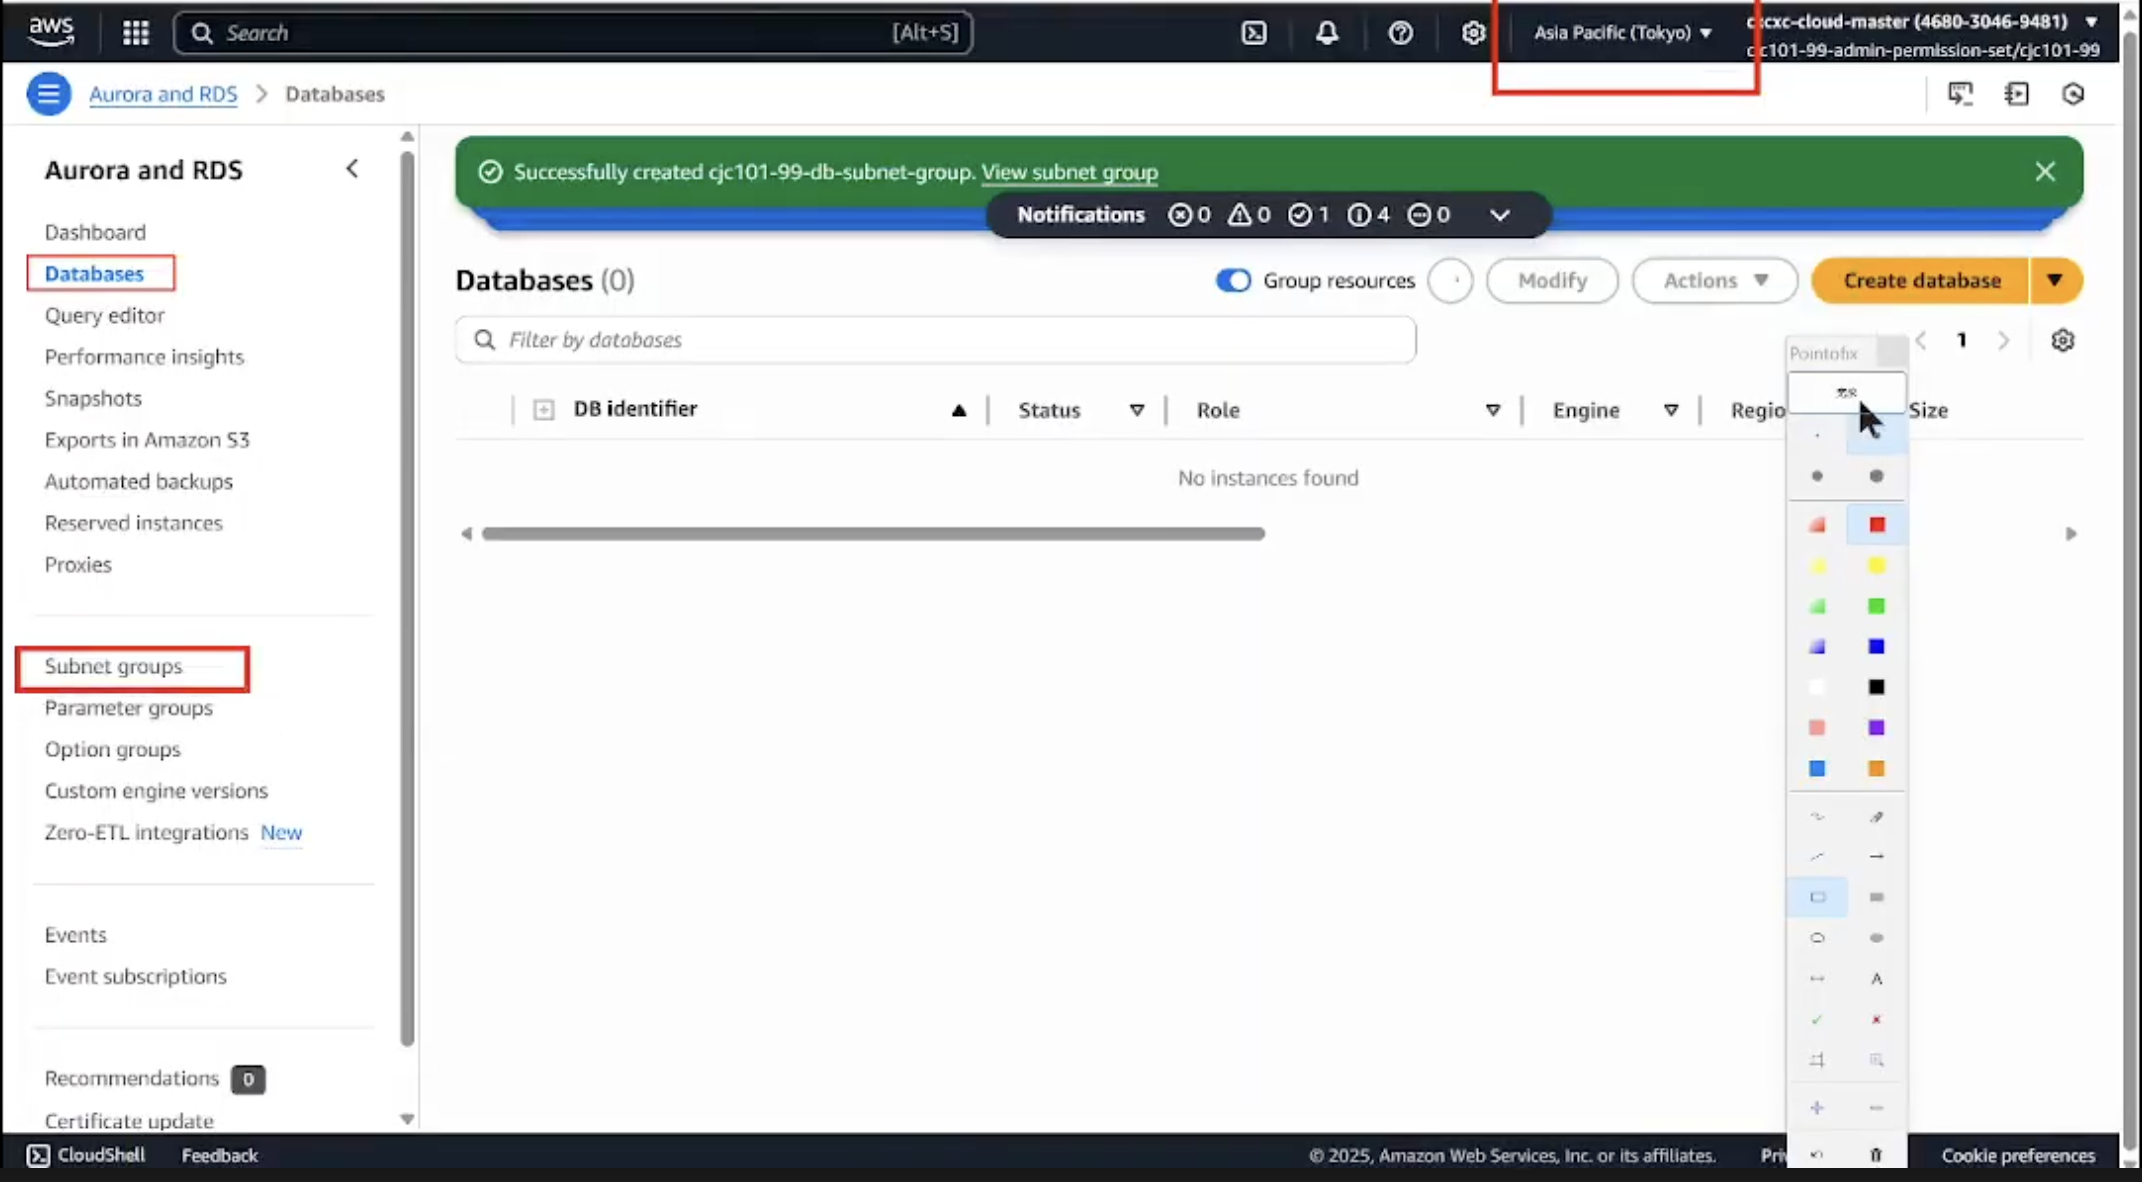 aws
Search [Alt+S]
Asia Pacific (Tokyo) ▼
cxc-cloud-master (4680-3046-9481) ▼
101-99-admin-permission-set/cjc101-99
Aurora and RDS > Databases
Aurora and RDS
Dashboard
Databases
Query editor
Performance insights
Snapshots
Exports in Amazon S3
Automated backups
Reserved instances
Proxies
Subnet groups
Parameter groups
Option groups
Custom engine versions
Zero-ETL integrations New
Events
Event subscriptions
Recommendations 0
Certificate update
Successfully created cjc101-99-db-subnet-group. View subnet group
Notifications 0 0 1 4 0
Databases (0)
Group resources
Modify
Actions
Create database
Filter by databases
1
DB identifier Status Role Engine Regio Size
No instances found
Pointofix
A
CloudShell Feedback
© 2025, Amazon Web Services, Inc. or its affiliates. Priv Cookie preferences